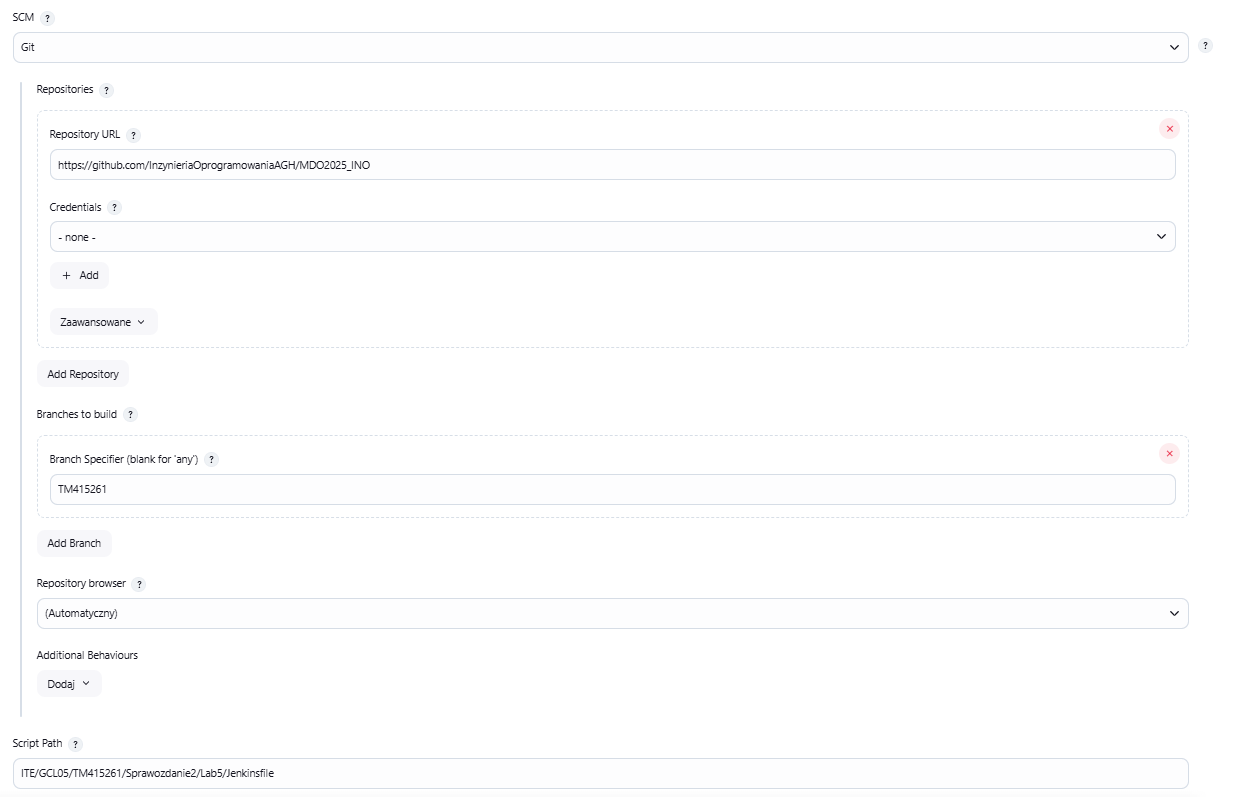 SCM ?
Git
?
Repositories ?
Repository URL ?
https://github.com/InzynieriaOprogramowaniaAGH/MDO2025_INO
Credentials ?
- none -
+ Add
Zaawansowane
Add Repository
Branches to build ?
Branch Specifier (blank for 'any') ?
TM415261
Add Branch
Repository browser ?
(Automatyczny)
Additional Behaviours
Dodaj
Script Path ?
ITE/GCL05/TM415261/Sprawozdanie2/Lab5/Jenkinsfile